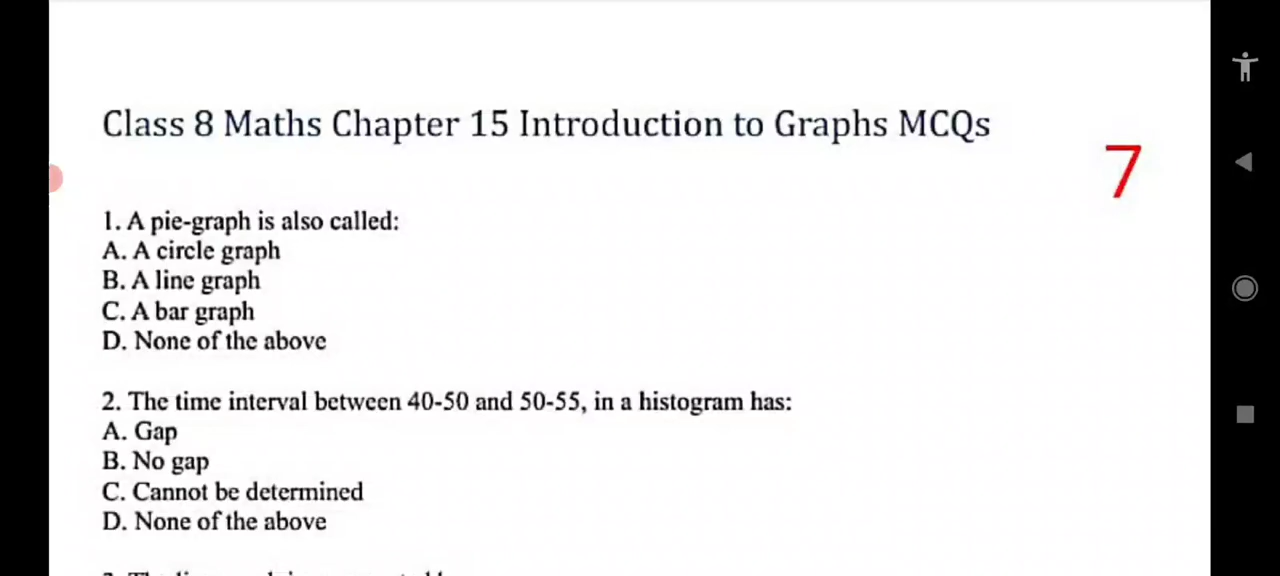 Class 8 Maths Chapter 15 Introduction to Graphs MCQs
7
1. A pie-graph is also called:
A. A circle graph
B. A line graph
C. A bar graph
D. None of the above
2. The time interval between 40-50 and 50-55, in a histogram has:
A. Gap
B. No gap
C. Cannot be determined
D. None of the above